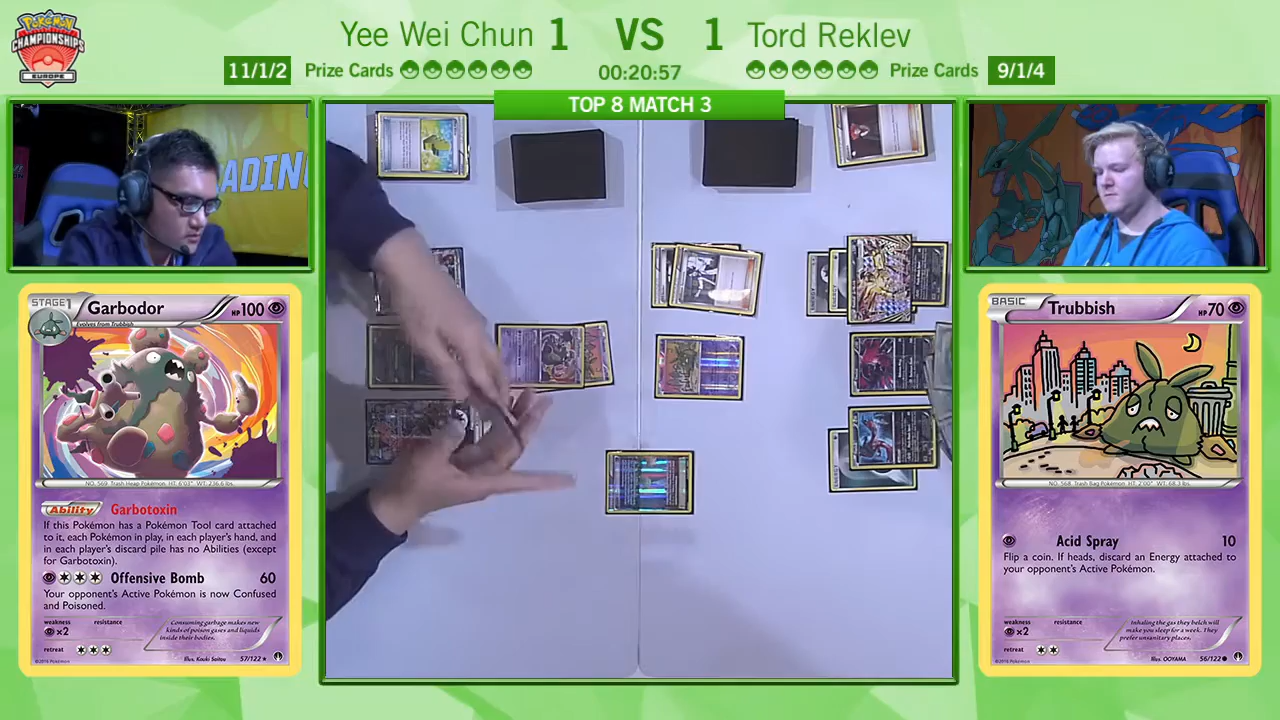 Pokémon
CHAMPIONSHIPS
EUROPE
Yee Wei Chun 1 VS 1 Tord Reklev
11/1/2 Prize Cards 00:20:57 Prize Cards 9/1/4
TOP 8 MATCH 3
ADING
STAGE1
Garbodor
HP100
Evolves from Trubbish
NO. 569 Trash Heap Pokémon HT. 6'03" WT. 236.6 lbs.
Ability Garbotoxin
If this Pokémon has a Pokémon Tool card attached
to it, each Pokémon in play, in each player's hand, and
in each player's discard pile has no Abilities (except
for Garbotoxin).
Offensive Bomb 60
Your opponent's Active Pokémon is now Confused
and Poisoned.
weakness
resistance
×2
Consuming garbage makes new
kinds of poison gases and liquids
inside their bodies.
retreat
©2016 Pokémon
Illus. Kouki Saitou
57/122
BASIC
Trubbish
HP70
NO. 568 Trash Bag Pokémon HT. 2'00" WT. 68.3 lbs.
Acid Spray 10
Flip a coin. If heads, discard an Energy attached to
your opponent's Active Pokémon.
weakness
resistance
×2
Inhaling the gas they belch will
make you sleep for a week. They
prefer unsanitary places.
retreat
©2016 Pokémon
Illus. OOYAMA
56/122